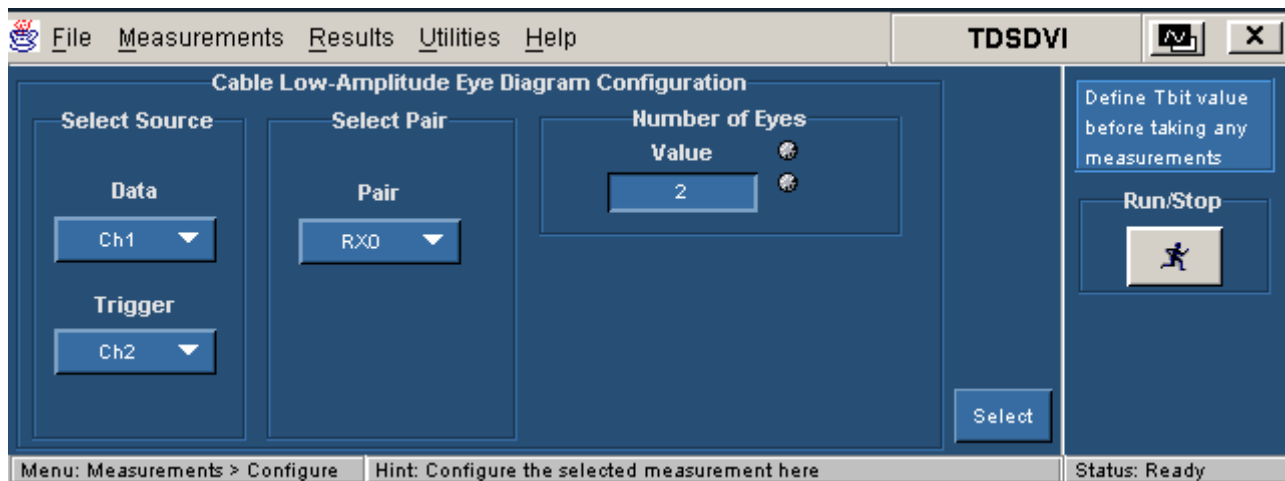 File Measurements Results Utilities Help
TDSDVI
Cable Low-Amplitude Eye Diagram Configuration
Select Source
Data
Ch1
Trigger
Ch2
Select Pair
Pair
RX0
Number of Eyes
Value
2
Select
Define Tbit value
before taking any
measurements
Run/Stop
Menu: Measurements > Configure
Hint: Configure the selected measurement here
Status: Ready